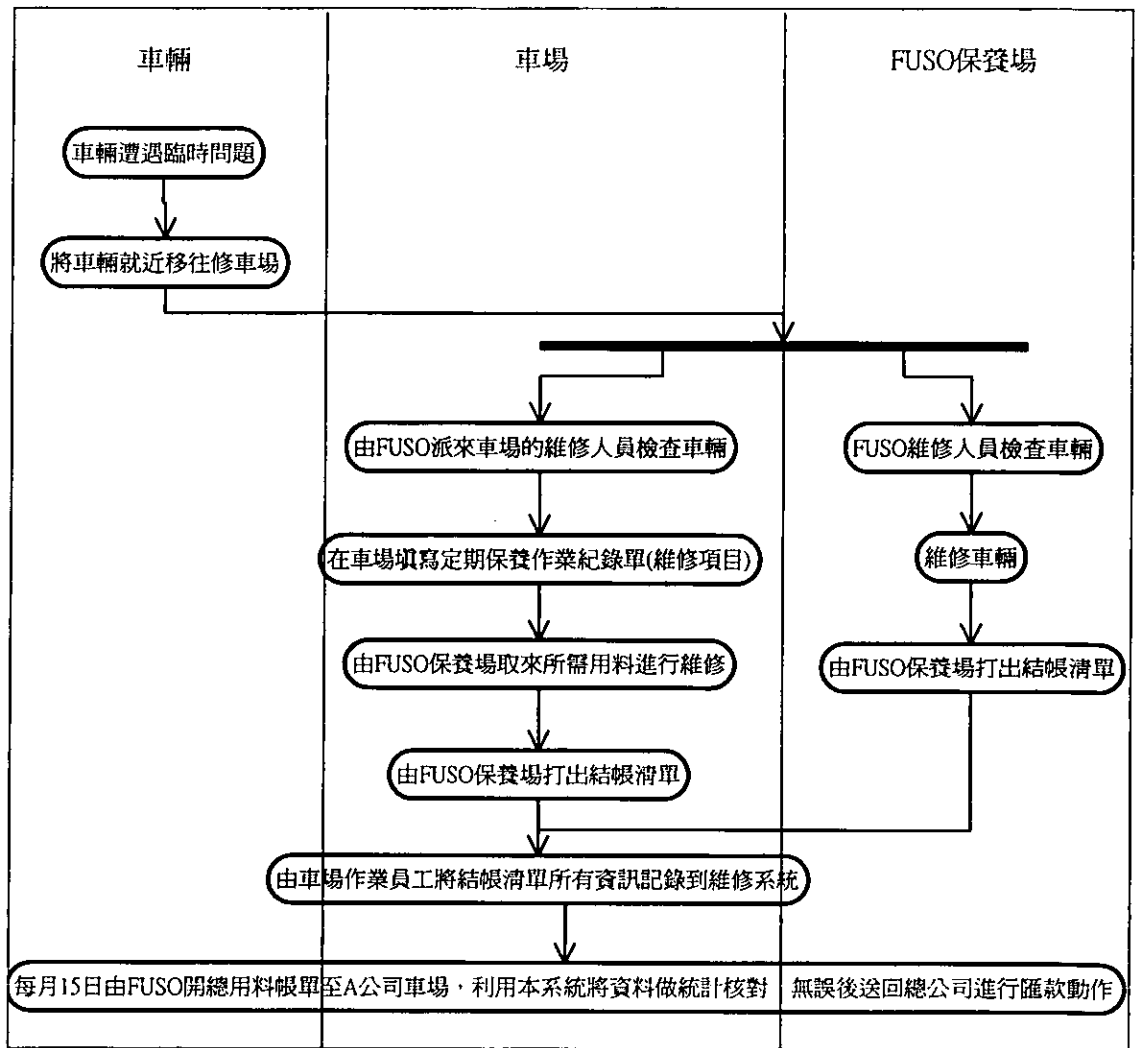 車輛
車場
FUSO保養場
車輛遭遇臨時問題
將車輛就近移往修車場
由FUSO派來車場的維修人員檢查車輛
FUSO維修人員檢查車輛
在車場填寫定期保養作業紀錄單(維修項目)
維修車輛
由FUSO保養場取來所需用料進行維修
由FUSO保養場打出結帳清單
由FUSO保養場打出結帳清單
由車場作業員工將結帳清單所有資訊記錄到維修系統
每月15日由FUSO開總用料帳單至A公司車場，利用本系統將資料做統計核對 無誤後送回總公司進行匯款動作